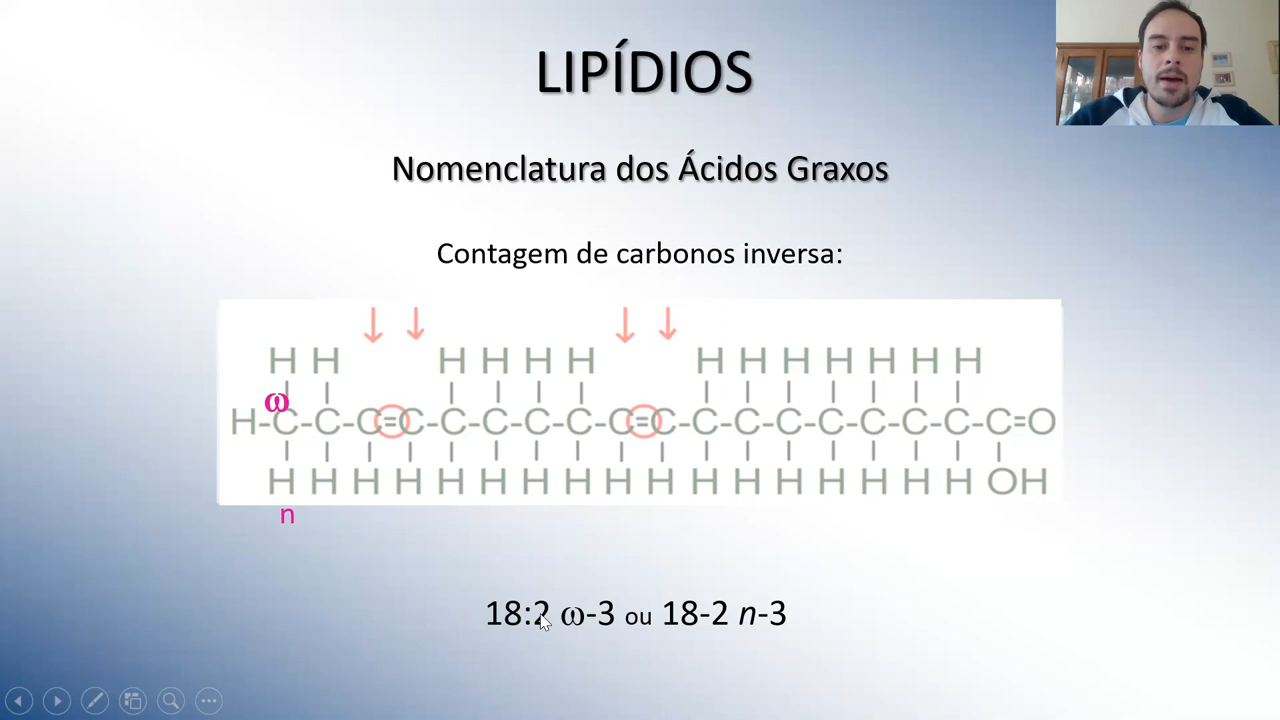 LIPÍDIOS
Nomenclatura dos Ácidos Graxos
Contagem de carbonos inversa:
H H H H H H H H H H H H H
ω
H-C-C-C=C-C-C-C-C-C=C-C-C-C-C-C-C-C-C=O
H H H H H H H H H H H H H H H H H OH
n
18:2 ω-3 ou 18-2 n-3